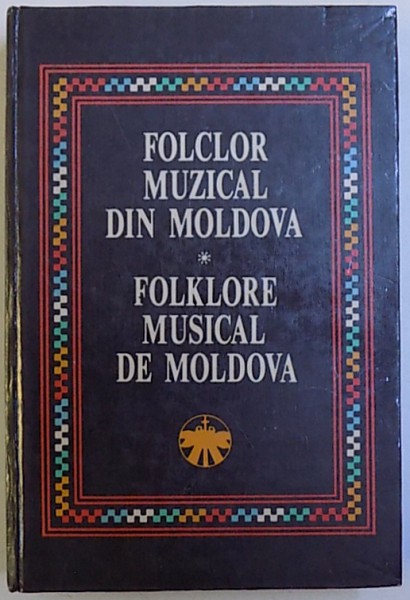 FOLCLOR
MUZICAL
DIN MOLDOVA
*
FOLKLORE
MUSICAL
DE MOLDOVA